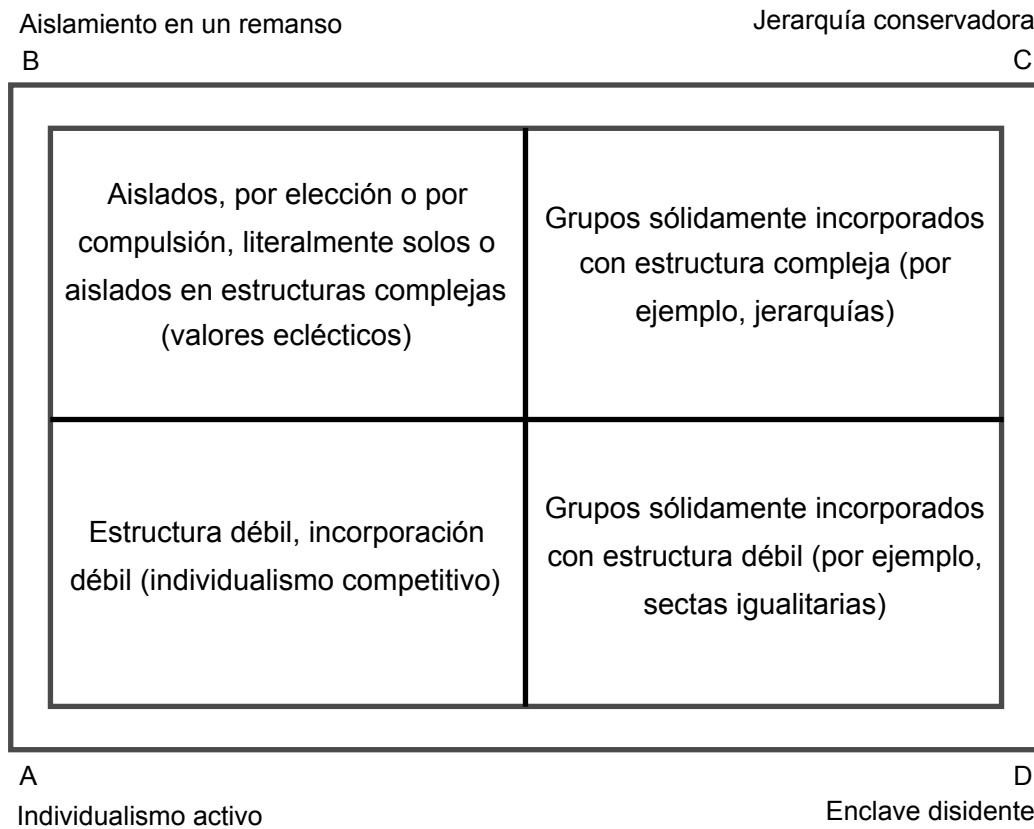 Aislamiento en un remanso
Jerarquía conservadora
B
C
Aislados, por elección o por
compulsión, literalmente solos o
aislados en estructuras complejas
(valores eclécticos)
Grupos sólidamente incorporados
con estructura compleja (por
ejemplo, jerarquías)
Estructura débil, incorporación
débil (individualismo competitivo)
Grupos sólidamente incorporados
con estructura débil (por ejemplo,
sectas igualitarias)
A
D
Individualismo activo
Enclave disidente